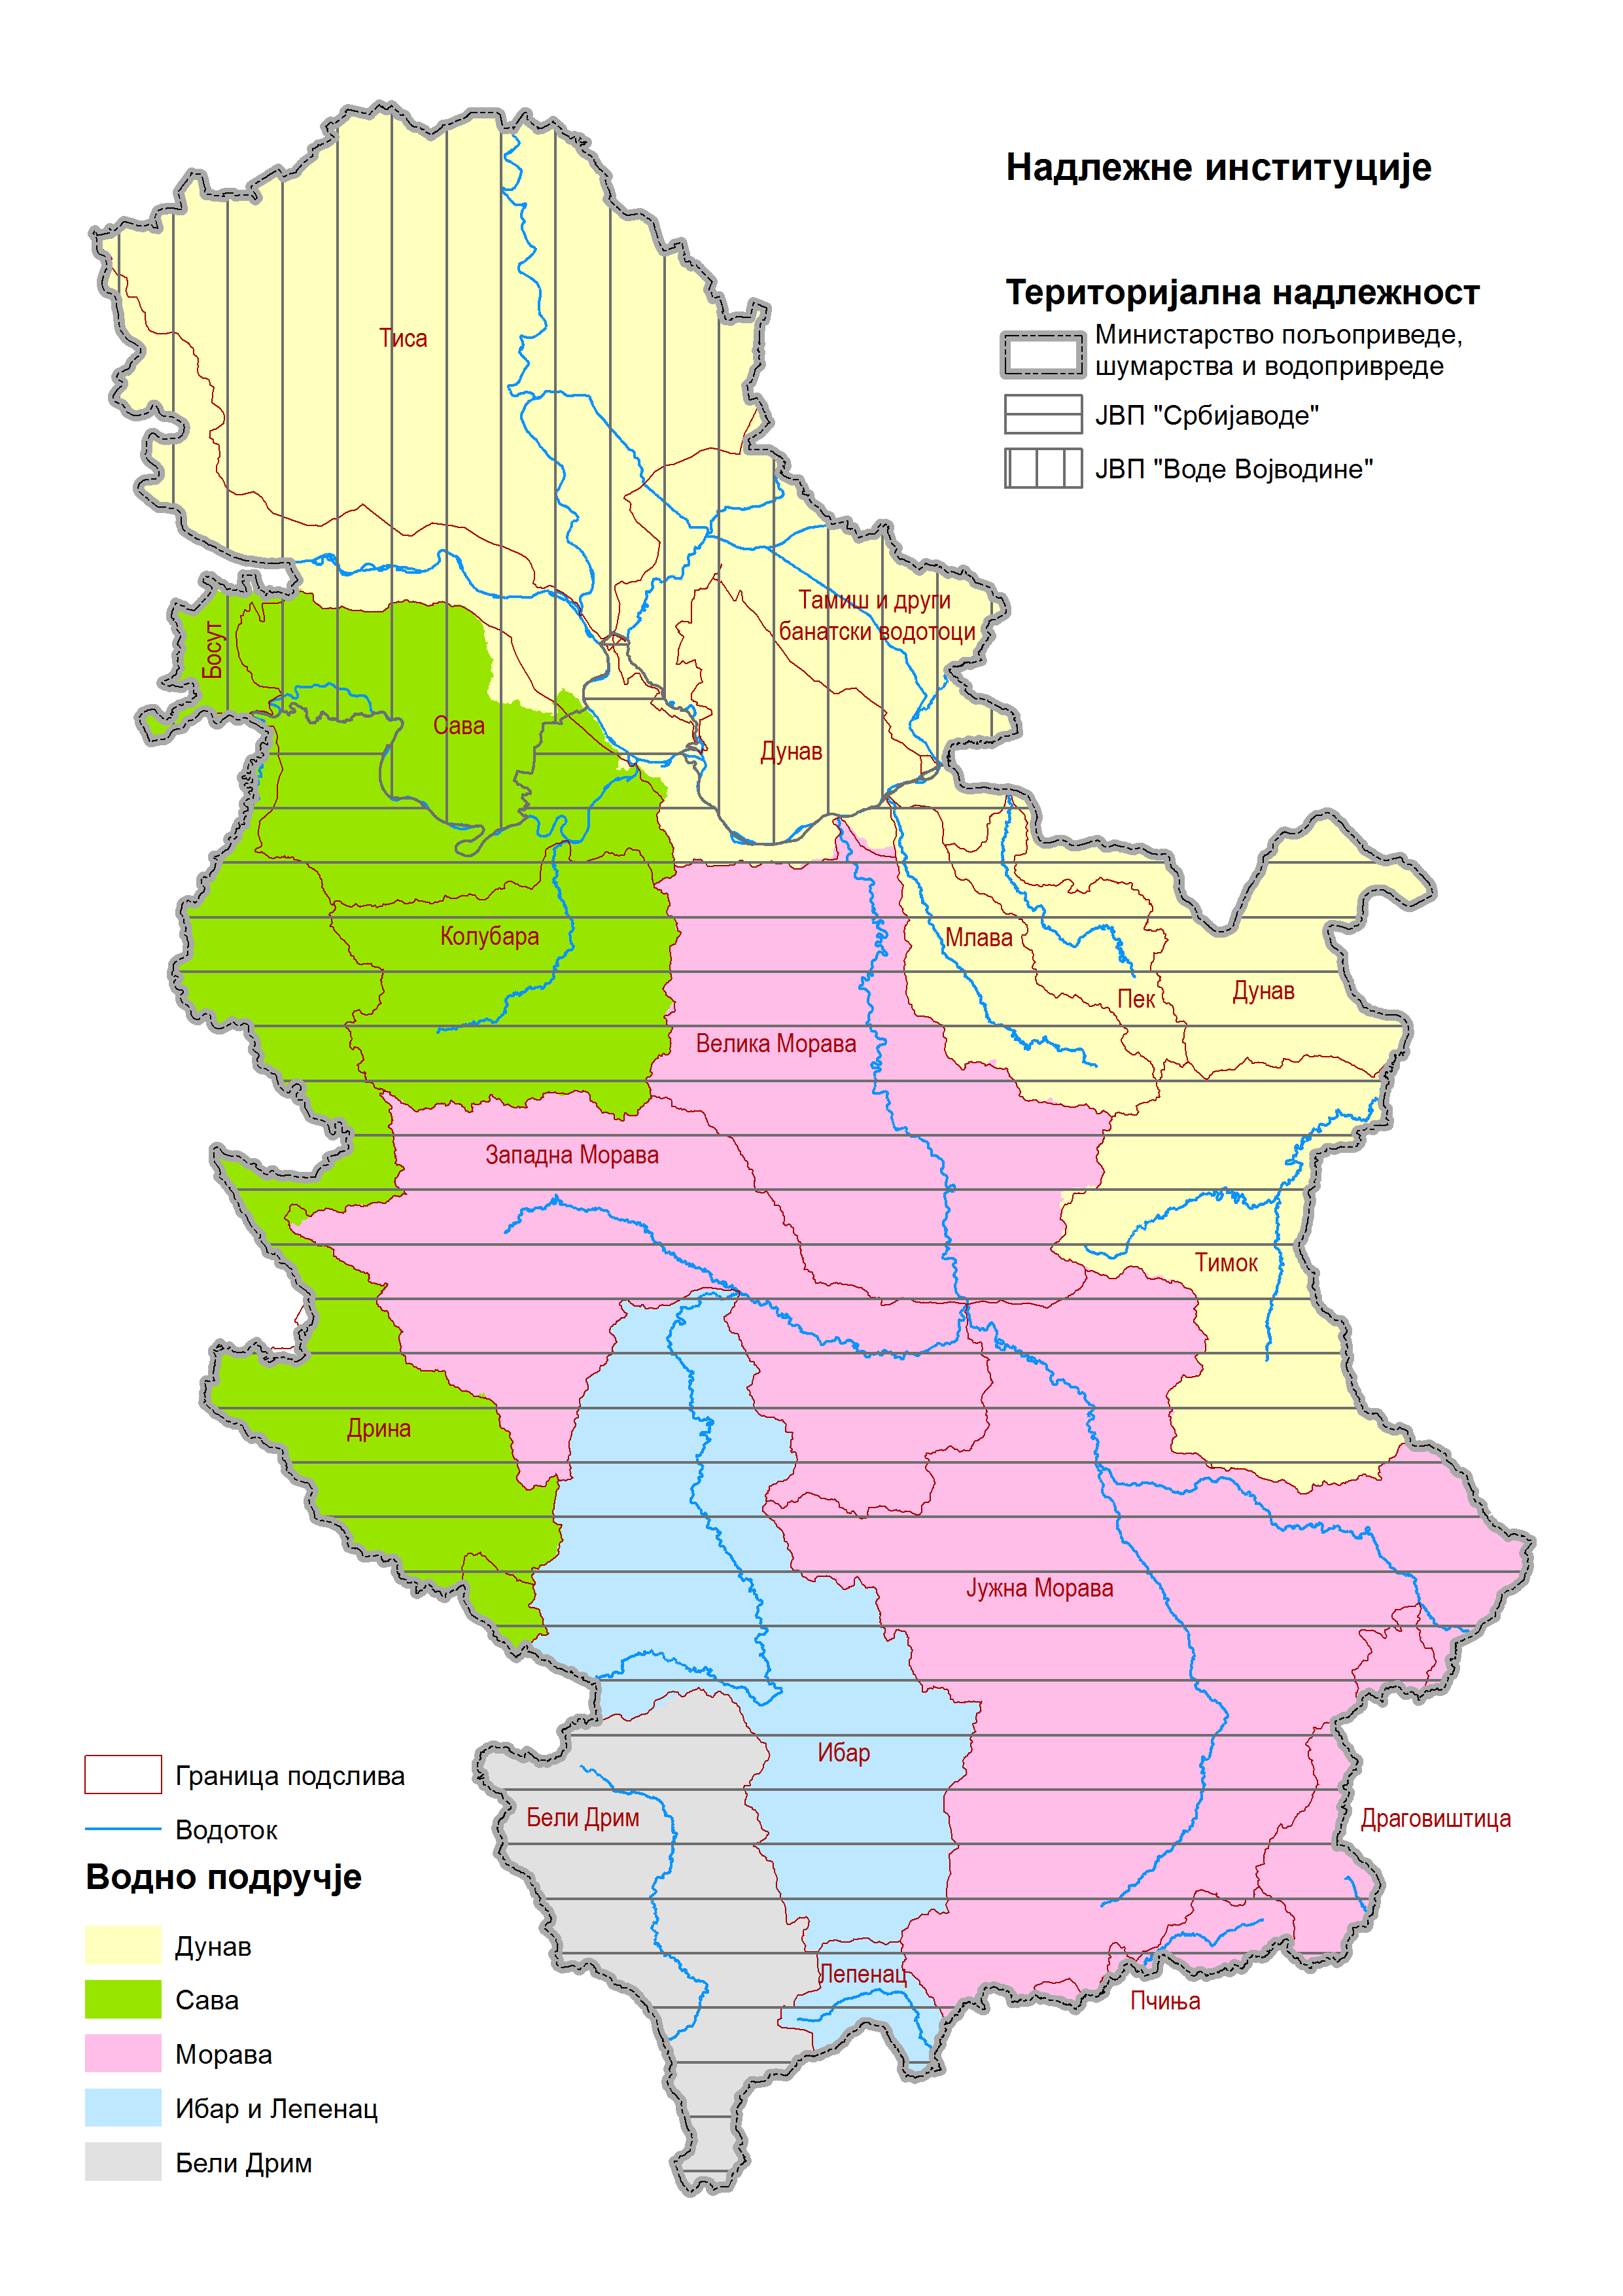 Надлежне институције
Територијална надлежност
Министарство пољоприведе,
шумарства и водопривреде
ЈВП "Србијаводе"
ЈВП "Воде Војводине"
Тиса
Тамиш и други
банатски водотоци
Босут
Сава
Дунав
Колубара
Млава
Пек
Дунав
Велика Морава
Западна Морава
Тимок
Дрина
Јужна Морава
Ибар
Бели Дрим
Драговиштица
Лепенац
Пчиња
Граница подслива
Водоток
Водно подручје
Дунав
Сава
Морава
Ибар и Лепенац
Бели Дрим